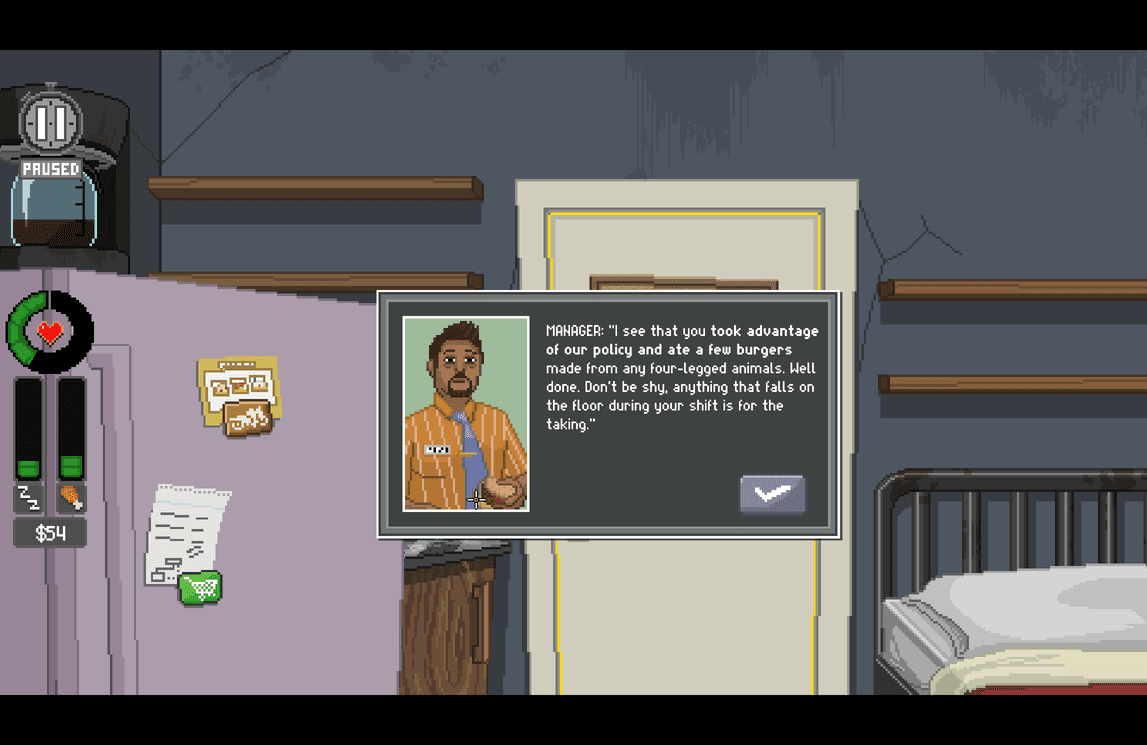 PAUSED
MANAGER: "I see that you took advantage
of our policy and ate a few burgers
made from any four-legged animals. Well
done. Don't be shy, anything that falls on
the floor during your shift is for the
taking."
$54